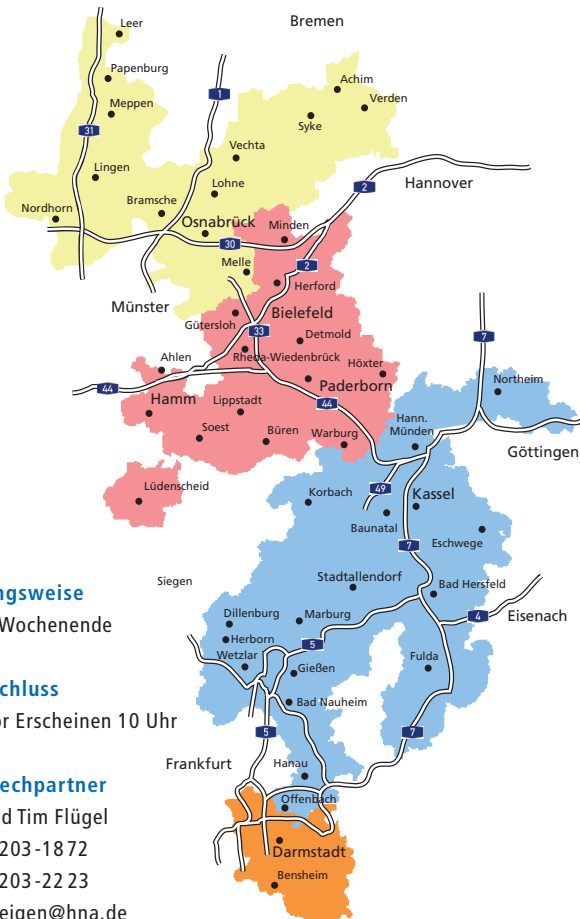 Bremen
Leer
Papenburg
Achim
Meppen
1
Verden
Syke
31
Vechta
Lingen
2
Hannover
Lohne
Nordhorn
Bramsche
Osnabrück
Minden
30
2
Melle
Herford
Münster
Bielefeld
Gütersloh
33
Detmold
7
Ahlen
Rheda-Wiedenbrück
Höxter
44
Paderborn
Northeim
Hamm
Lippstadt
44
Soest
Büren
Warburg
Hann.
Münden
Göttingen
Lüdenscheid
49
Korbach
Kassel
Baunatal
7
Eschwege
Siegen
Stadtallendorf
Bad Hersfeld
ngsweise
Wochenende
Dillenburg
Marburg
4
Eisenach
Herborn
5
Wetzlar
Gießen
Fulda
chluss
Bad Nauheim
or Erscheinen 10 Uhr
5
7
Frankfurt
Hanau
echpartner
Offenbach
d Tim Flügel
203-1872
Darmstadt
203-2223
Bensheim
eigen@hna.de